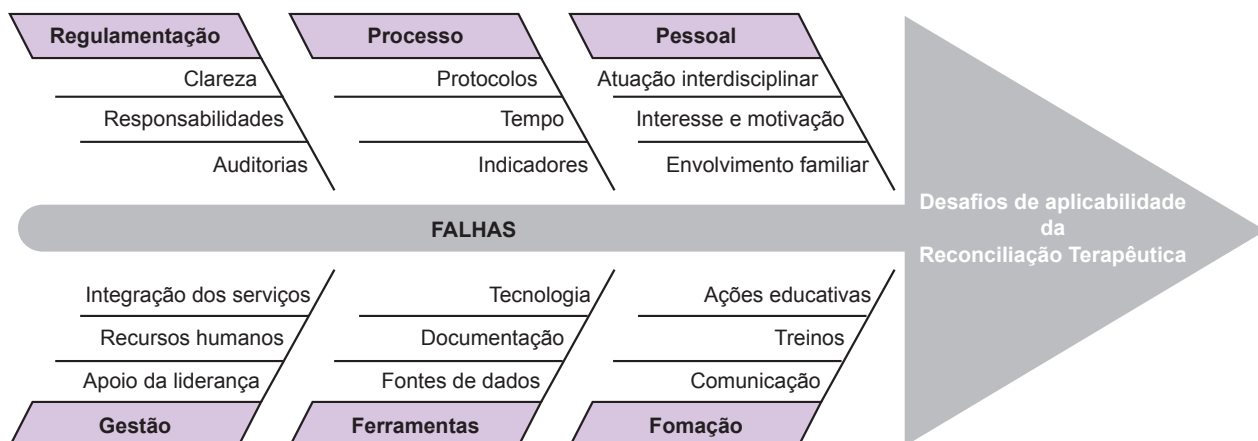 Regulamentação
Processo
Pessoal
Clareza
Protocolos
Atuação interdisciplinar
Responsabilidades
Tempo
Interesse e motivação
Auditorias
Indicadores
Envolvimento familiar
Desafios de aplicabilidade
da
Reconciliação Terapêutica
FALHAS
Integração dos serviços
Tecnologia
Ações educativas
Recursos humanos
Documentação
Treinos
Apoio da liderança
Fontes de dados
Comunicação
Gestão
Ferramentas
Fomação